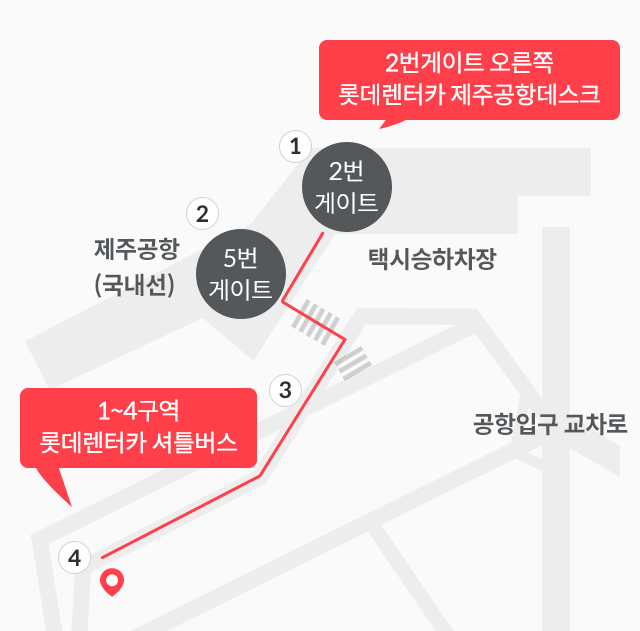 2번게이트 오른쪽
롯데렌터카 제주공항데스크
1
2번
게이트
2
제주공항
(국내선)
5번
게이트
택시승하차장
3
1~4구역
롯데렌터카 셔틀버스
공항입구 교차로
4